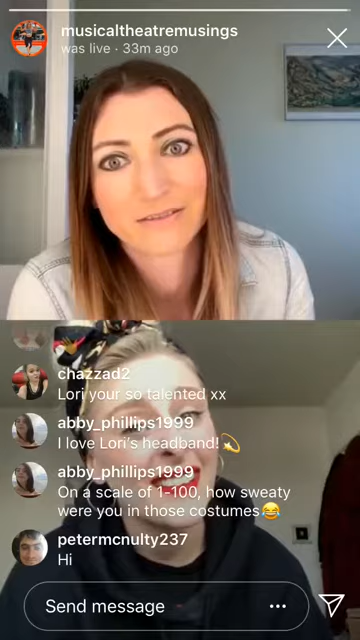 musicaltheatremusings
was live · 33m ago
chazzad2
Lori your so talented xx
abby_phillips1999
I love Lori's headband!💫
abby_phillips1999
On a scale of 1-100, how sweaty
were you in those costumes😂
petermcnulty237
Hi
Send message